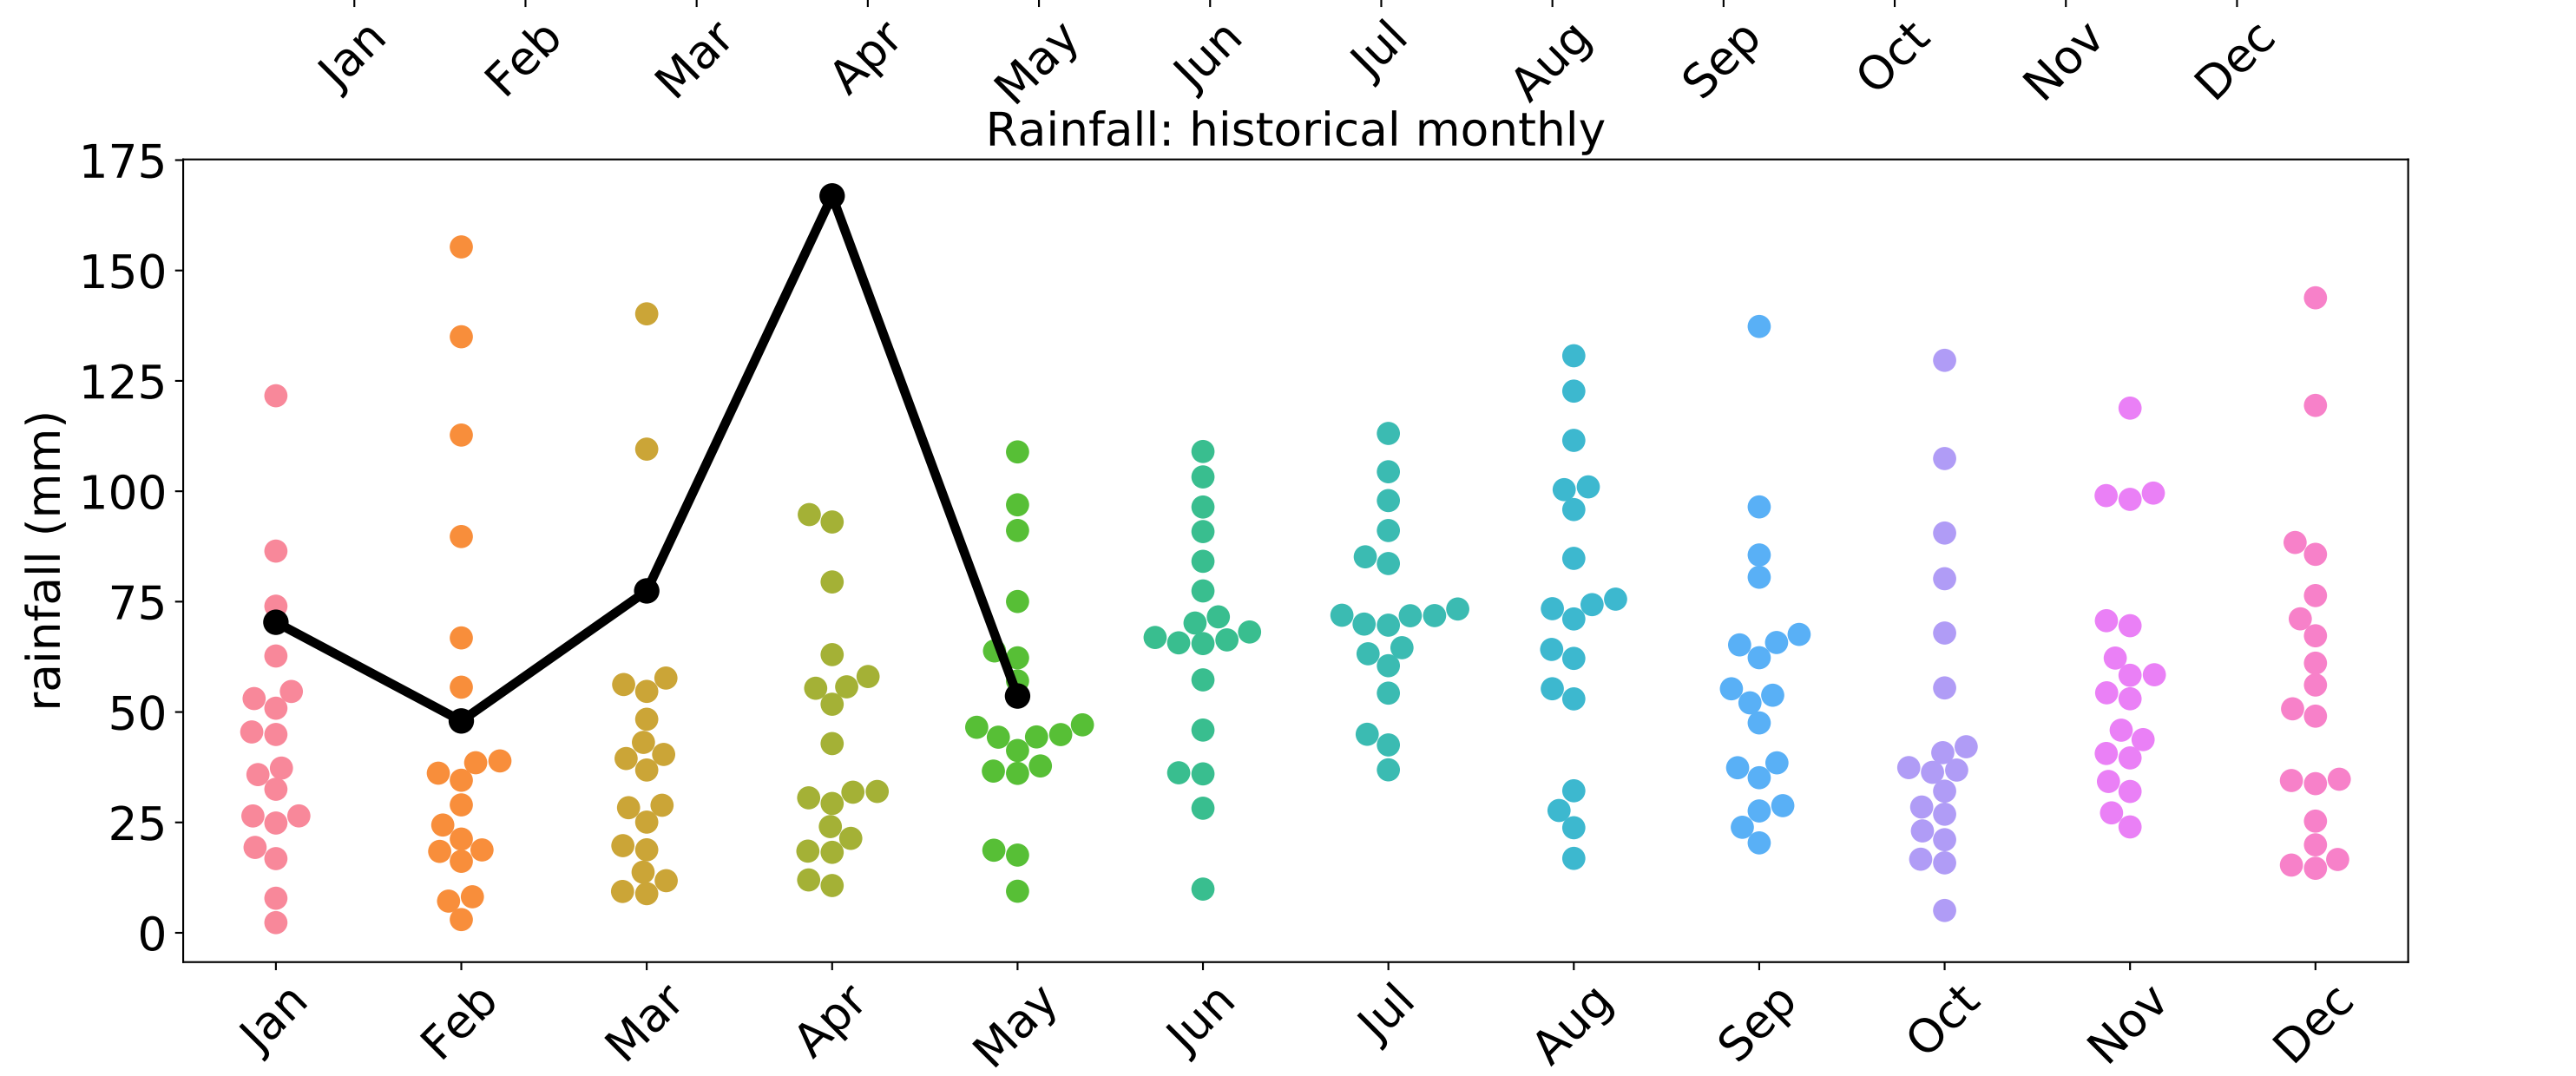 Jan Feb Mar Apr May Jun Jul Aug Sep Oct Nov Dec
Rainfall: historical monthly
175
150
125
100
75
50
25
0
rainfall (mm)
Jan Feb Mar Apr May Jun Jul Aug Sep Oct Nov Dec